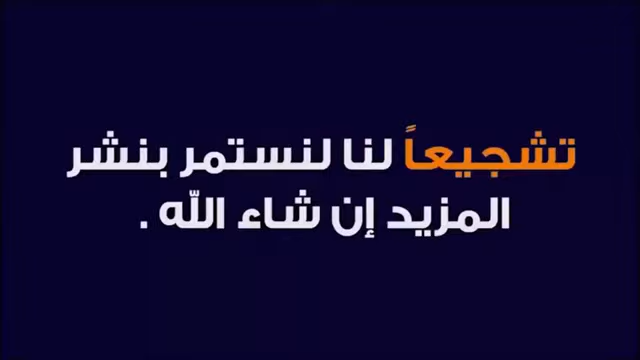 تشجيعاً لنا لنستمر بنشر
المزيد إن شاء الله .